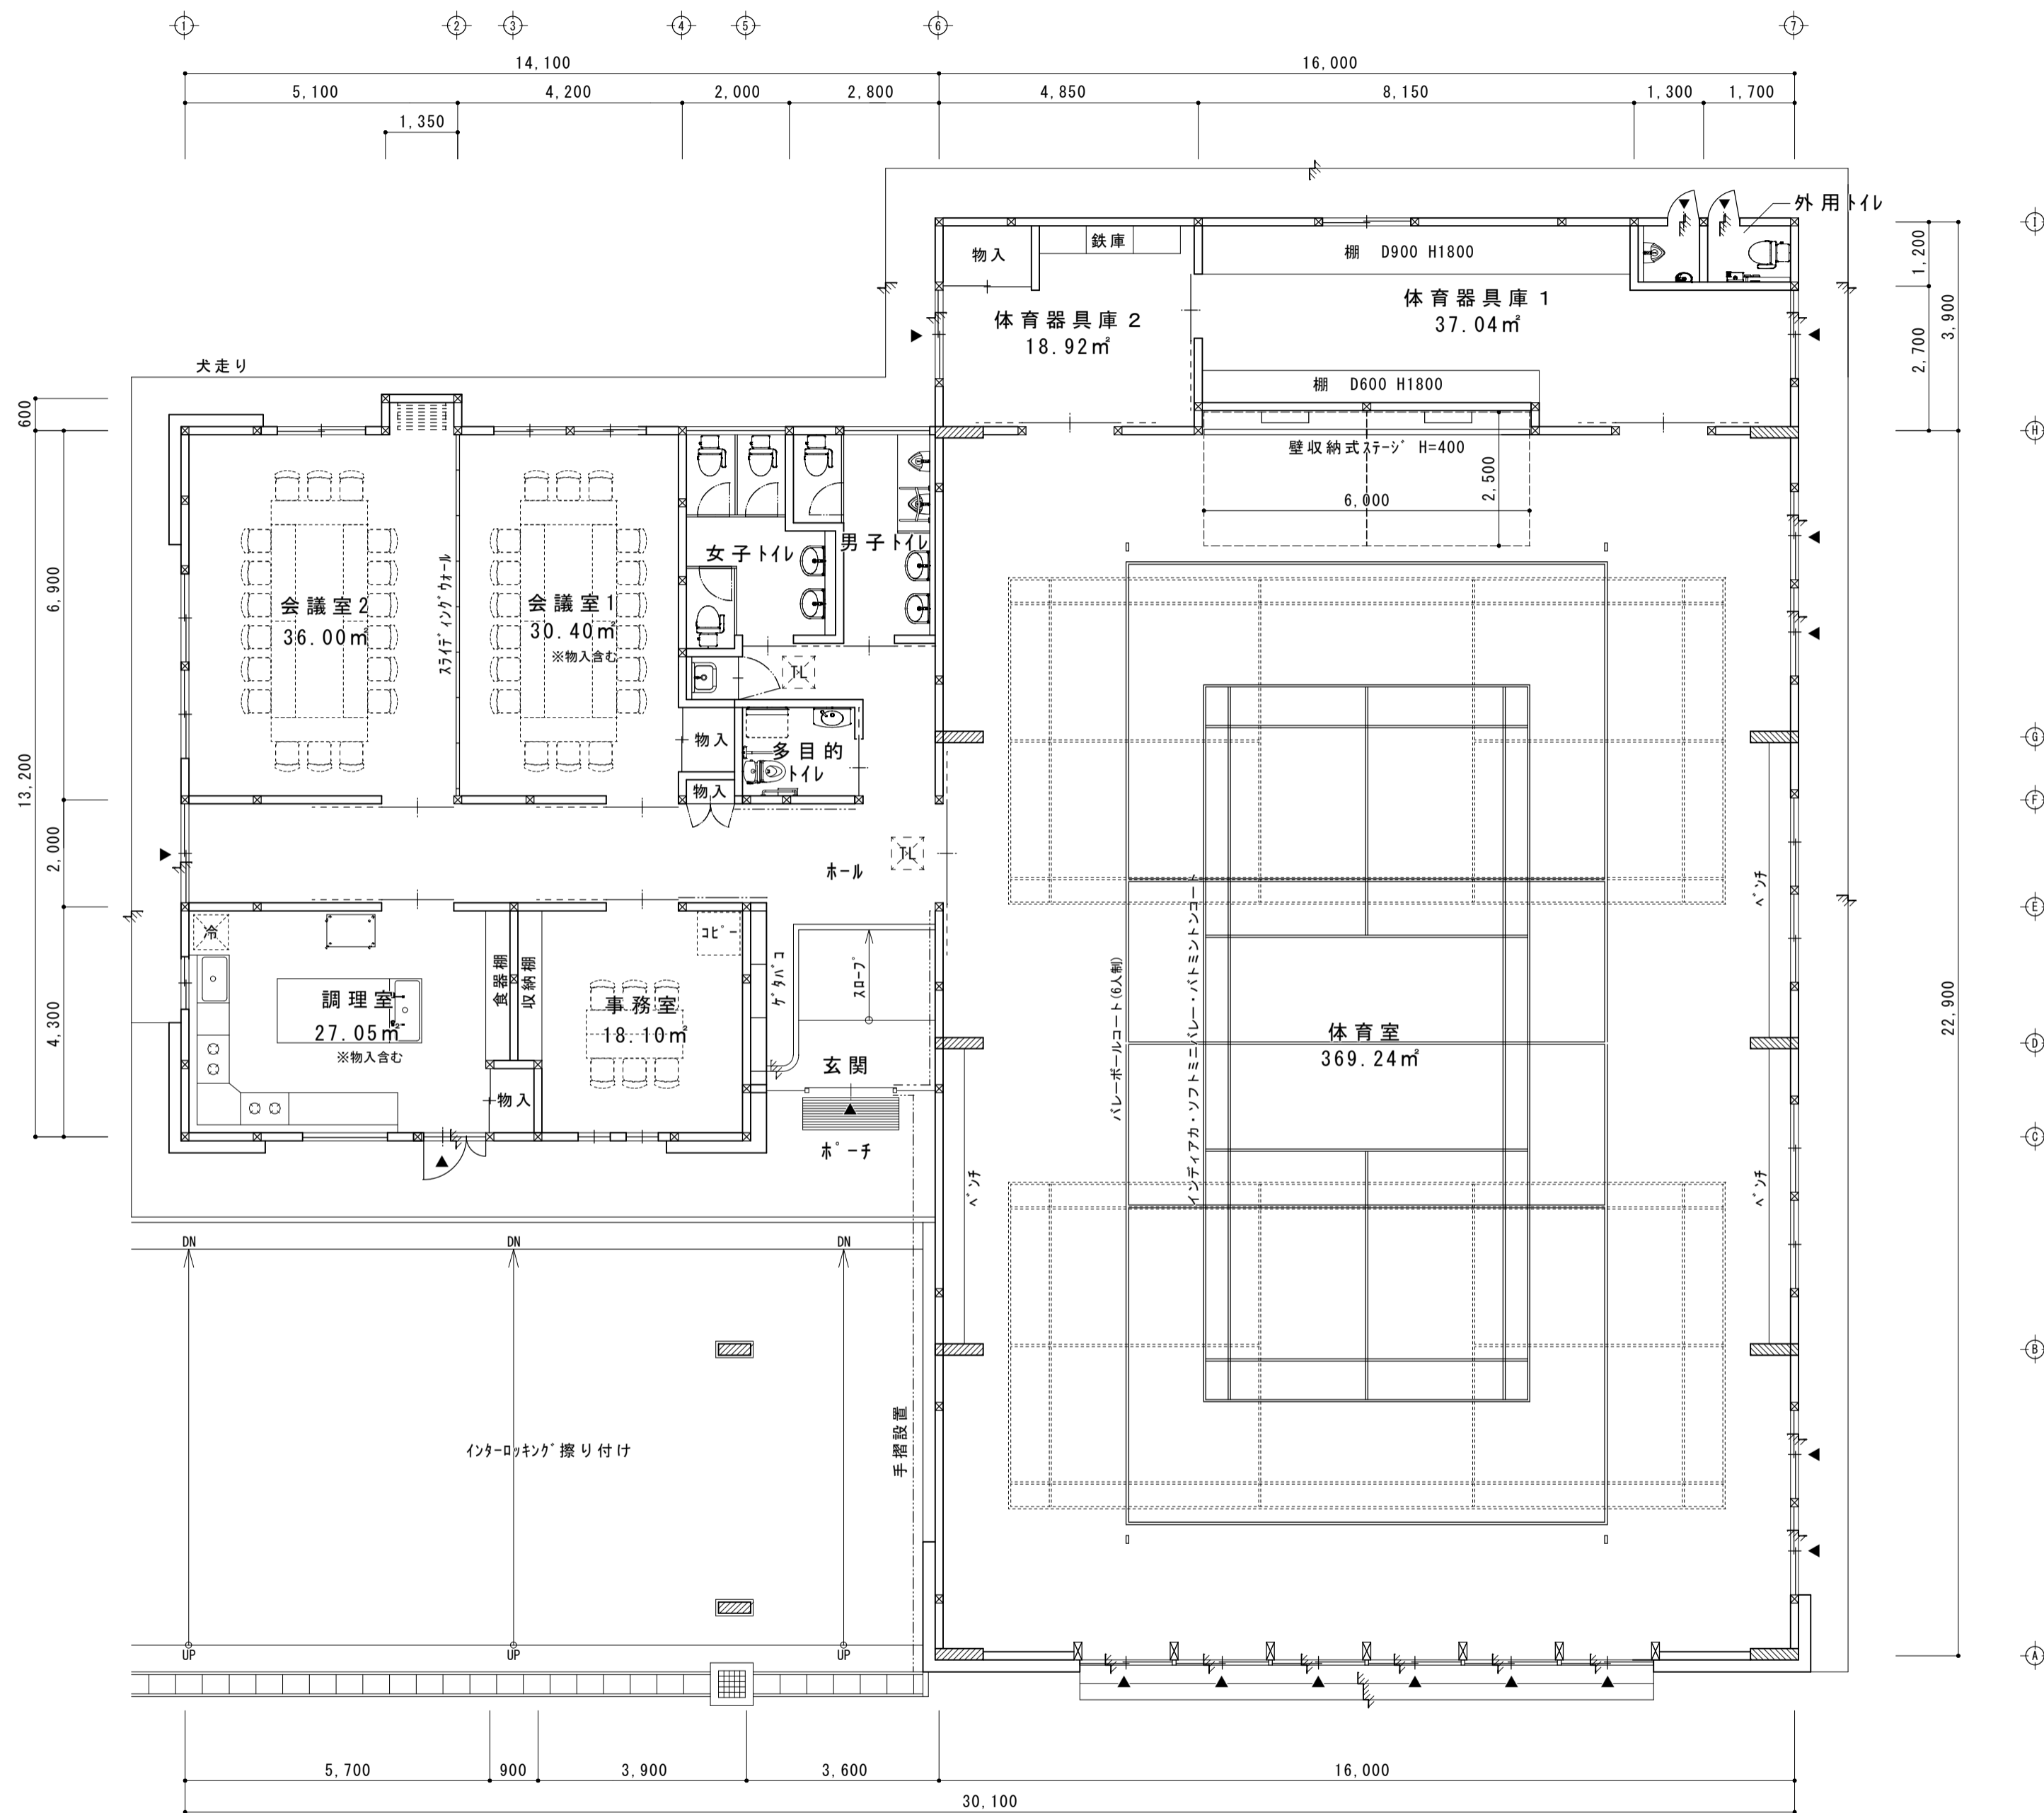 1 2 3 4 5 6 7
14,100 16,000
5,100 4,200 2,000 2,800 4,850 8,150 1,300 1,700
1,350
外用トイレ
I
鉄庫
物入
棚 D900 H1800
1,200
体育器具庫1
37.04㎡
体育器具庫2
18.92㎡
3,900
2,700
犬走り
棚 D600 H1800
600
H
壁収納式ステージ H=400
2,500
6,000
女子トイレ
男子トイレ
スライディングウォール
6,900
会議室2
36.00㎡
会議室1
30.40㎡
※物入含む
TL
物入
多目的
トイレ
G
物入
13,200
F
2,000
TL
ホール
ベンチ
E
冷
コピー
ゲタバコ
スロープ
食器棚
収納棚
調理室
27.05㎡
※物入含む
事務室
18.10㎡
4,300
バレーボールコート(6人制)
インディアカ・ソフトミニバレー・バトミントンコート
体育室
369.24㎡
D
22,900
玄関
物入
ポーチ
C
ベンチ
ベンチ
DN DN DN
B
手摺設置
インターロッキング擦り付け
UP UP UP
A
5,700 900 3,900 3,600 16,000
30,100